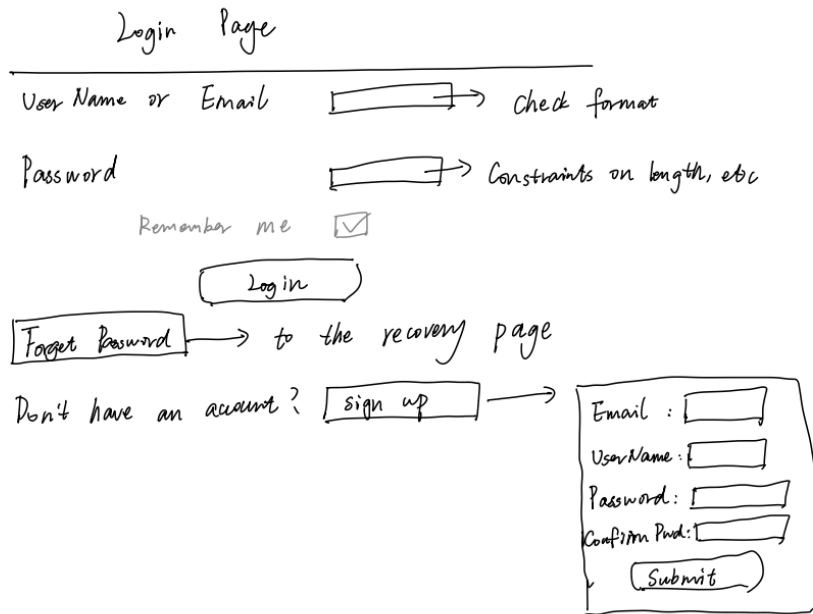 Login Page
User Name or Email check format
Password Constraints on length, etc
Remember me
Login
Forget Password to the recovery page
Don't have an account? sign up
Email :
UserName :
Password :
Confirm Pwd:
Submit